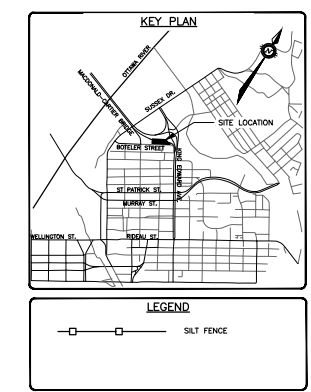 KEY PLAN
OTTAWA RIVER
MACDONALD-CARTIER BRIDGE
SUSSEX DR.
SITE LOCATION
BOTELER STREET
KING EDWARD AVE.
ST PATRICK ST.
MURRAY ST.
WELLINGTON ST.
RIDEAU ST.
LEGEND
SILT FENCE